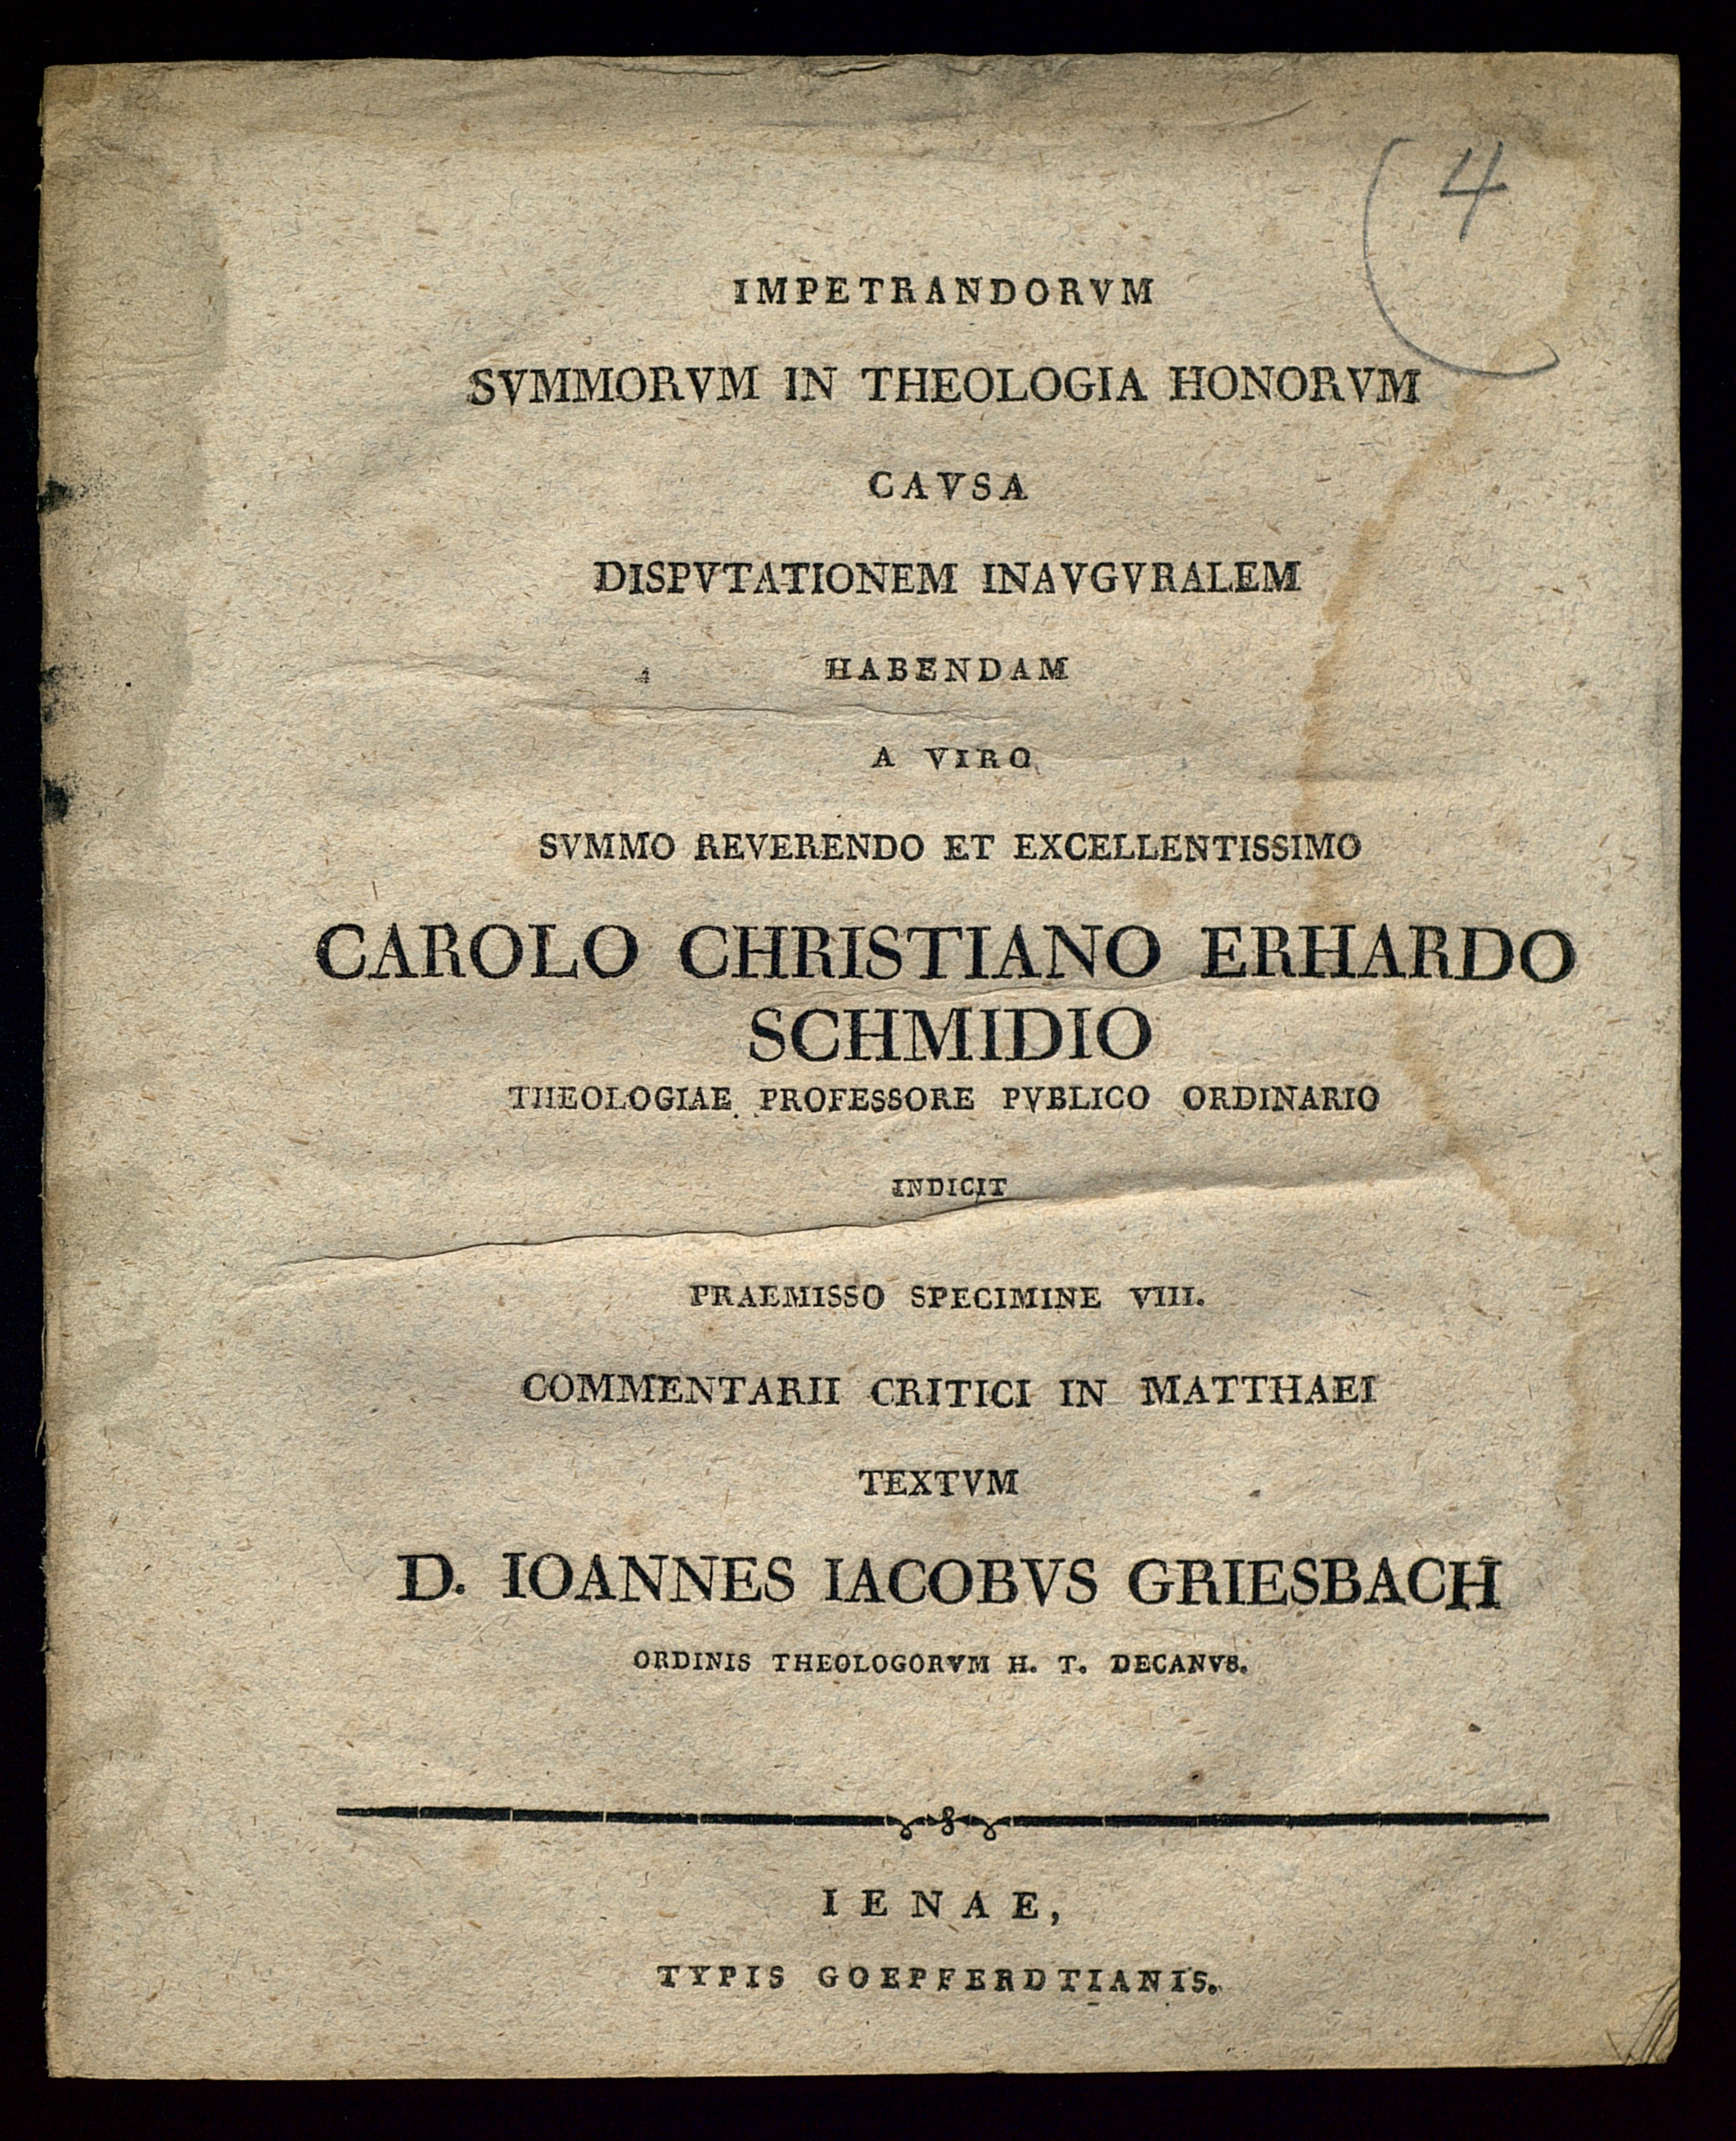 4
IMPETRANDORVM
SVMMORVM IN THEOLOGIA HONORVM
CAVSA
DISPVTATIONEM INAVGVRALEM
HABENDAM
A VIRO
SVMMO REVERENDO ET EXCELLENTISSIMO
CAROLO CHRISTIANO ERHARDO
SCHMIDIO
THEOLOGIAE PROFESSORE PVBLICO ORDINARIO
INDICIT
PRAEMISSO SPECIMINE VIII.
COMMENTARII CRITICI IN MATTHAEI
TEXTVM
D. IOANNES IACOBVS GRIESBACH
ORDINIS THEOLOGORVM H. T. DECANVS.
IENAE,
TYPIS GOEPFERDTIANIS.